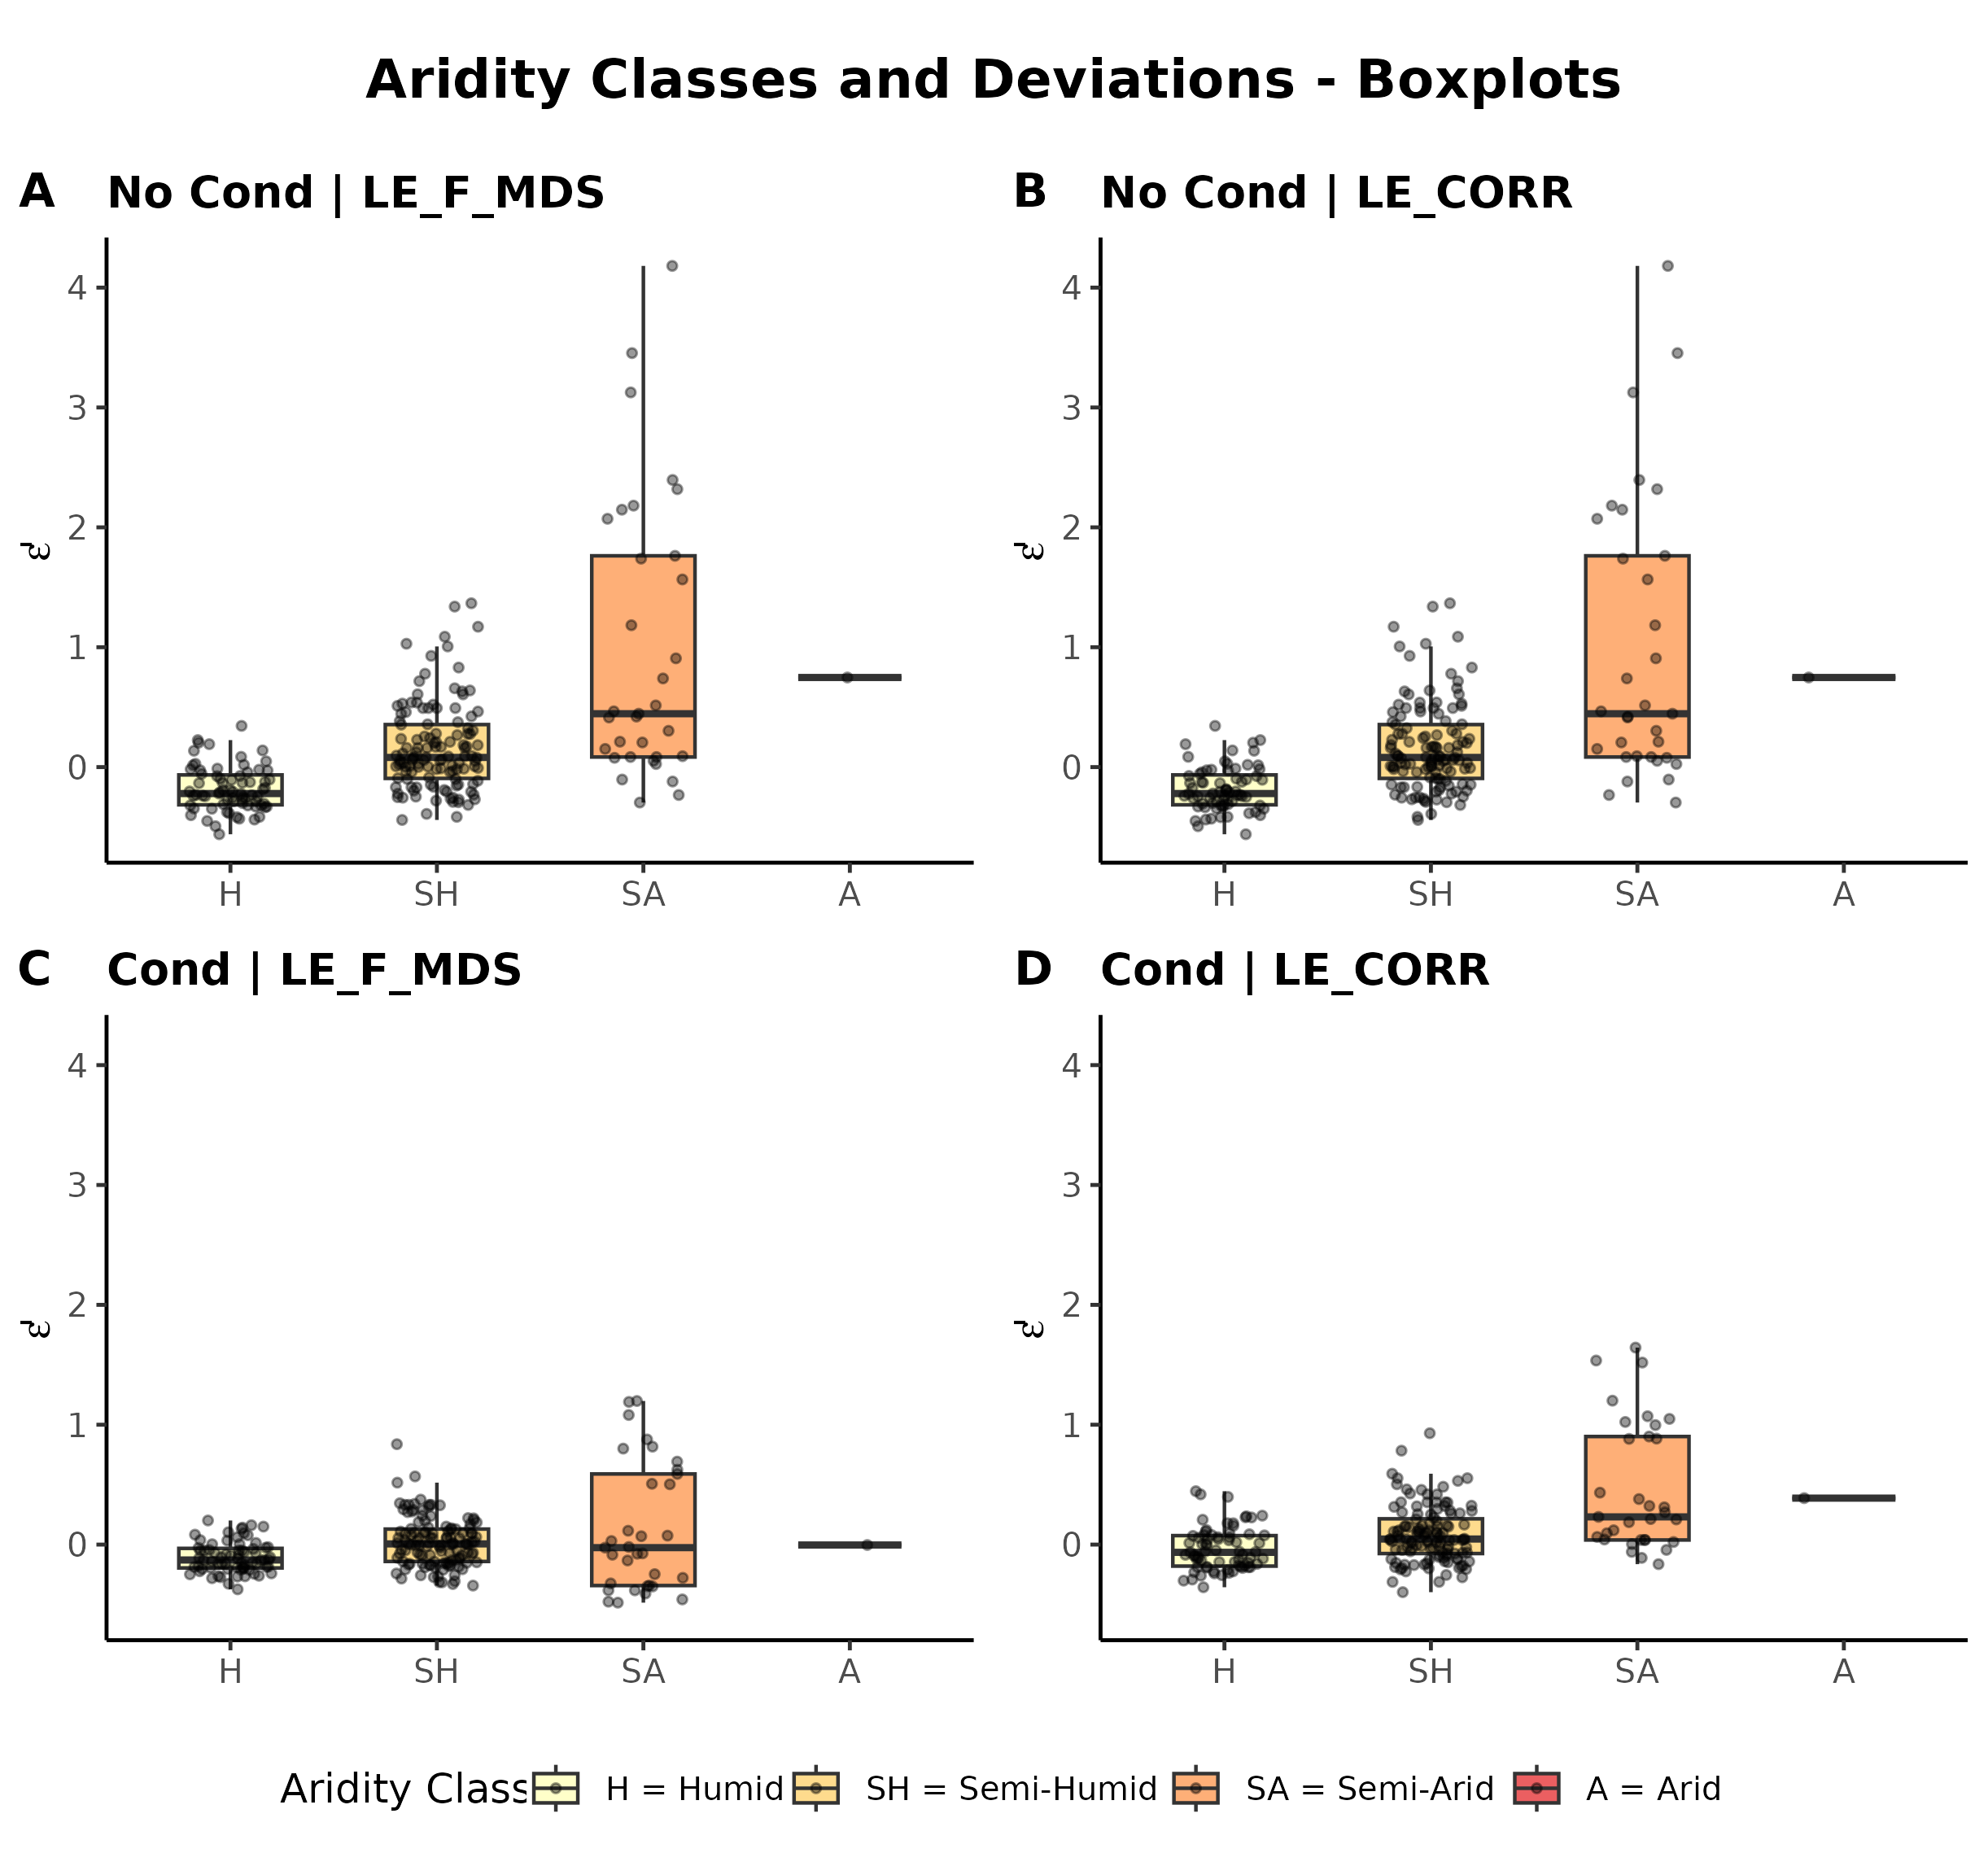 Aridity Classes and Deviations - Boxplots
A No Cond | LE_F_MDS
B No Cond | LE_CORR
4
3
2
1
0
ε'
H SH SA A
4
3
2
1
0
ε'
H SH SA A
C Cond | LE_F_MDS
D Cond | LE_CORR
4
3
2
1
0
ε'
H SH SA A
4
3
2
1
0
ε'
H SH SA A
Aridity Class H = Humid SH = Semi-Humid SA = Semi-Arid A = Arid